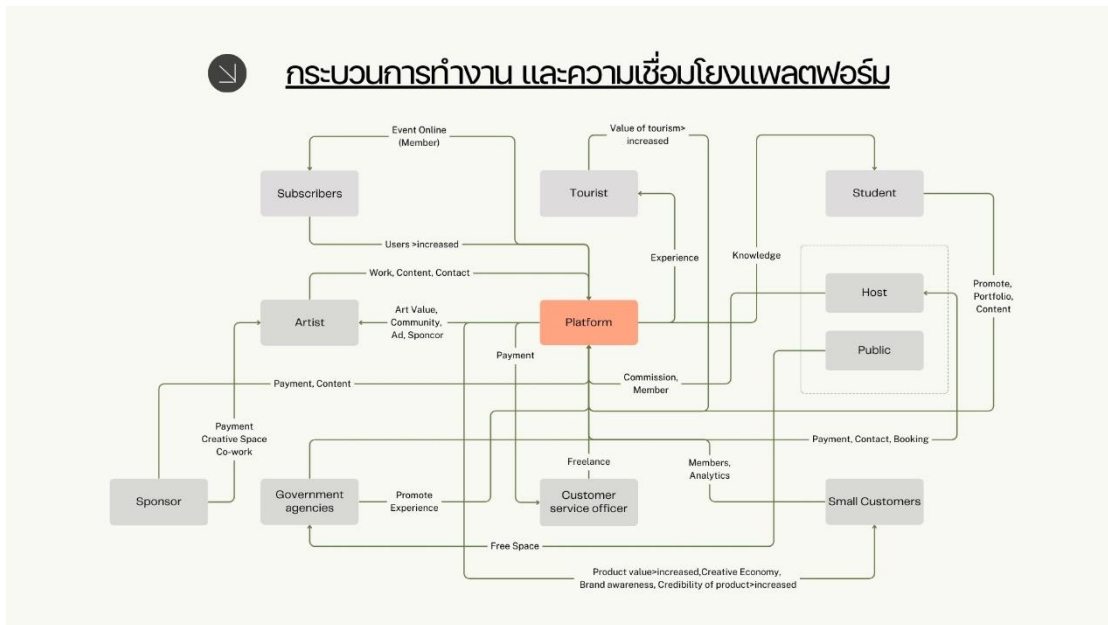 กระบวนการทำงาน และความเชื่อมโยงแพลตฟอร์ม
Event Online
(Member)
Value of tourism>
increased
Subscribers
Tourist
Student
Users >increased
Experience
Knowledge
Work, Content, Contact
Host
Promote,
Portfolio,
Content
Artist
Art Value,
Community,
Ad, Sponcor
Platform
Public
Payment
Payment, Content
Commission,
Member
Payment
Creative Space
Co-work
Payment, Contact, Booking
Freelance
Members,
Analytics
Sponsor
Government
agencies
Promote
Experience
Customer
service officer
Small Customers
Free Space
Product value>increased,Creative Economy,
Brand awareness, Credibility of product>increased